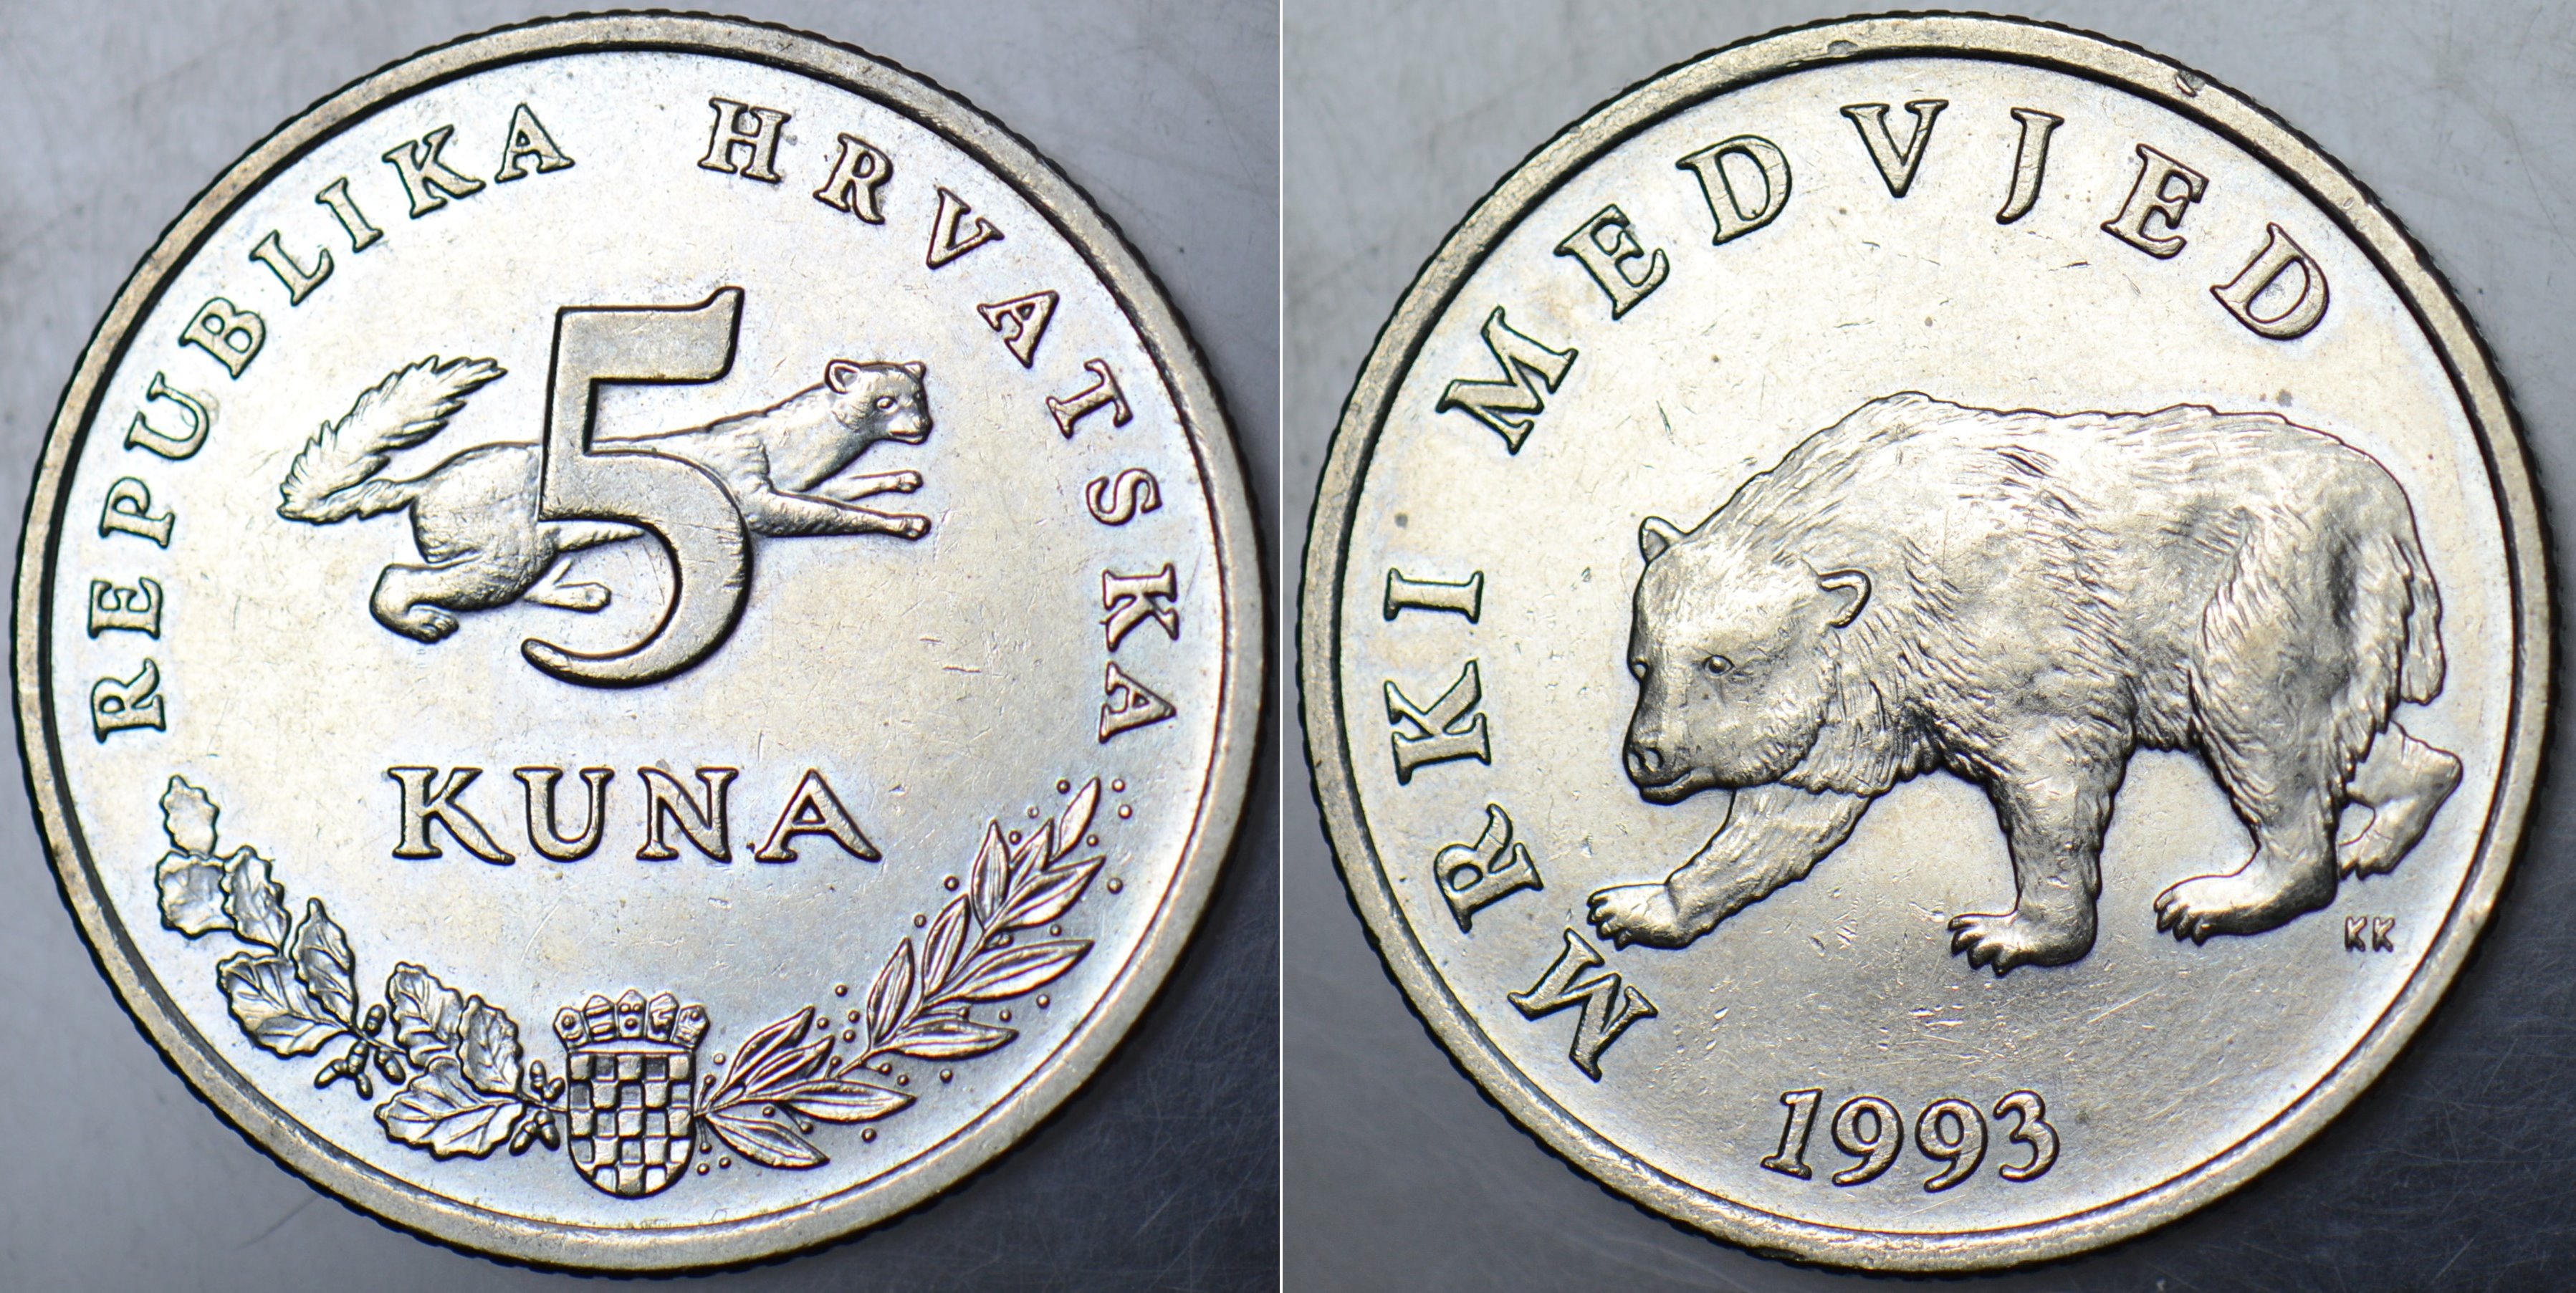 REPUBLIKA HRVATSKA
5
KUNA
MRKI MEDVJED
KK
1993